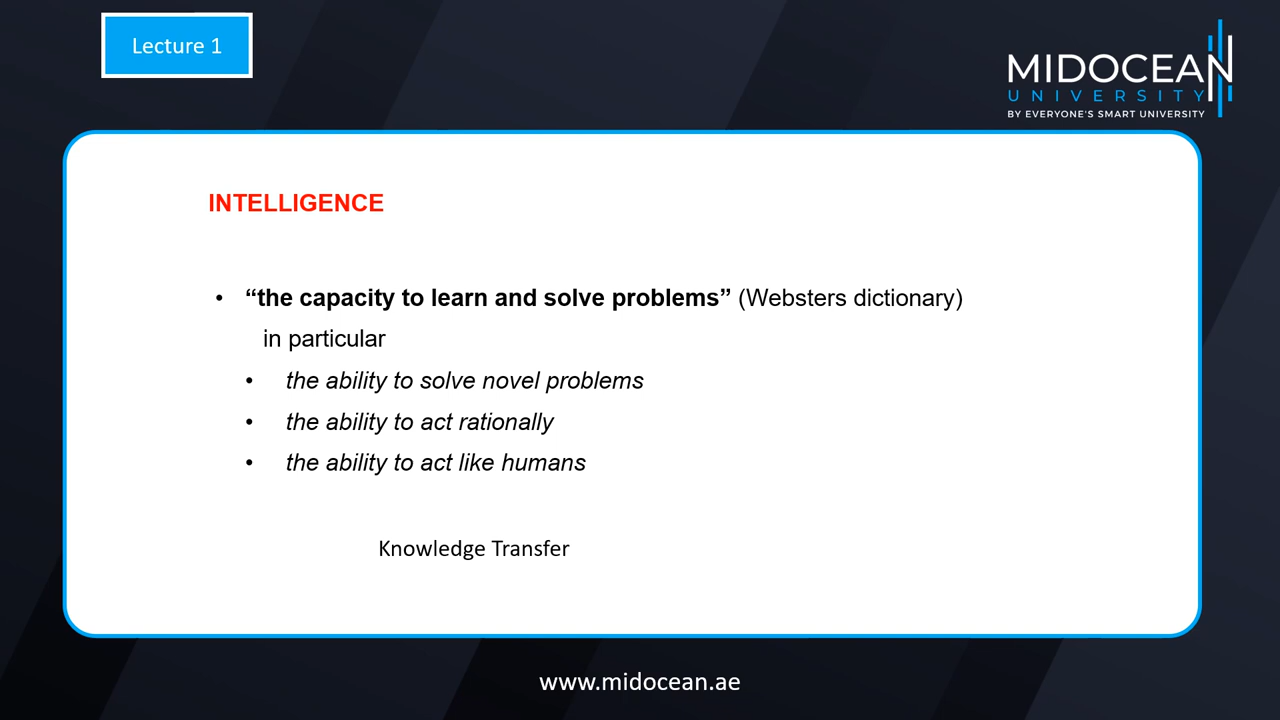 Lecture 1
MIDOCEAN
UNIVERSITY
BY EVERYONE'S SMART UNIVERSITY
INTELLIGENCE
• “the capacity to learn and solve problems” (Websters dictionary)
in particular
• the ability to solve novel problems
• the ability to act rationally
• the ability to act like humans
Knowledge Transfer
www.midocean.ae